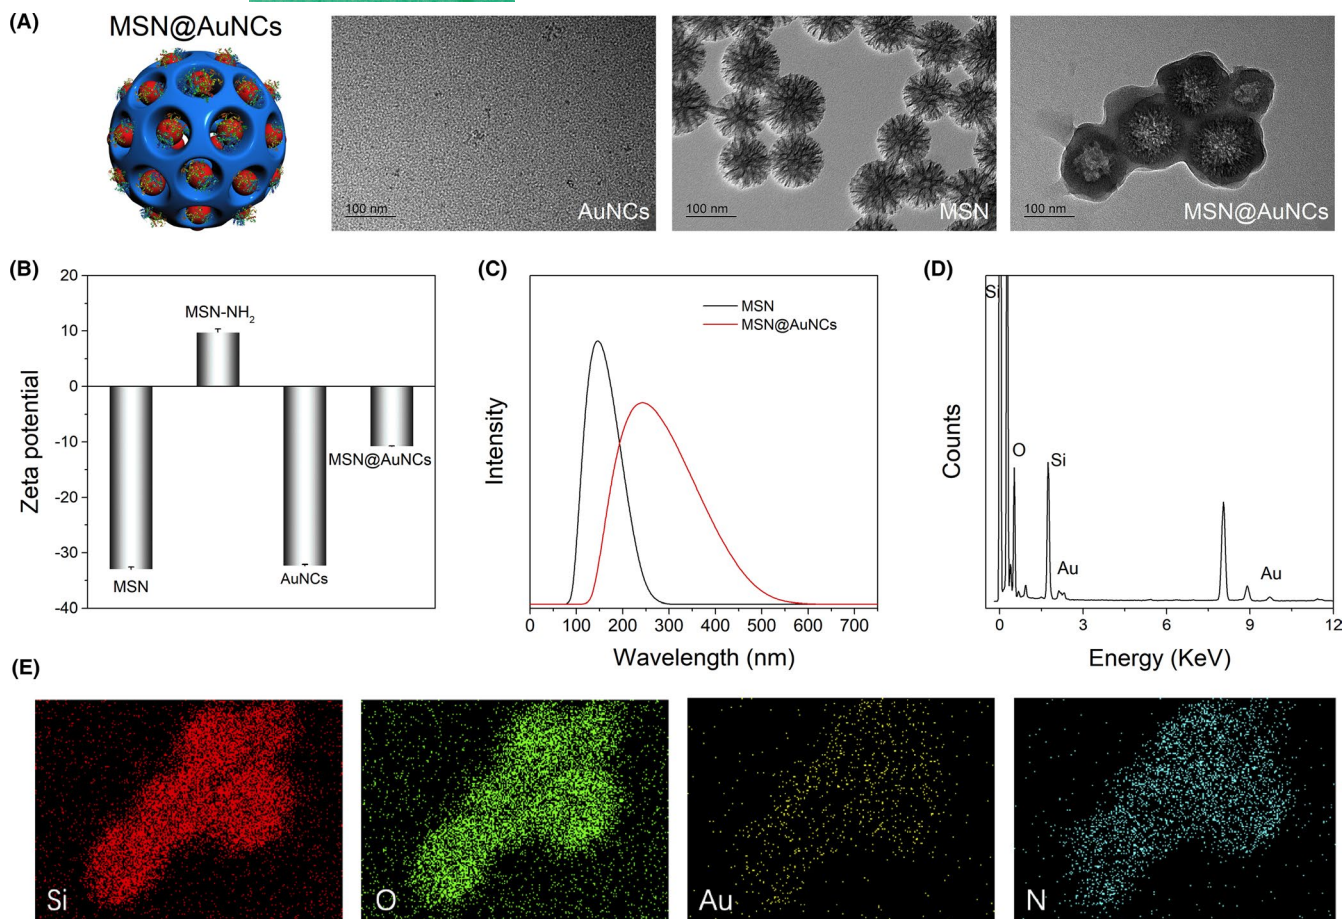 (A)
MSN@AuNCs
100 nm
AuNCs
100 nm
MSN
100 nm
MSN@AuNCs
(B)
Zeta potential
20
10
0
-10
-20
-30
-40
MSN
MSN-NH₂
AuNCs
MSN@AuNCs
(C)
Intensity
MSN
MSN@AuNCs
0 100 200 300 400 500 600 700
Wavelength (nm)
(D)
Counts
Si
O
Si
Au
Au
0 3 6 9 12
Energy (KeV)
(E)
Si
O
Au
N